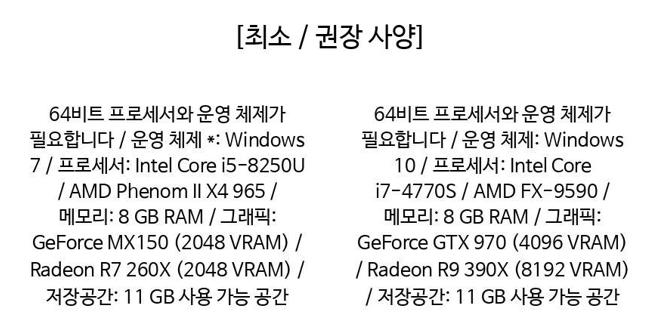 [최소 / 권장 사양]
64비트 프로세서와 운영 체제가
필요합니다 / 운영 체제 *: Windows
7 / 프로세서: Intel Core i5-8250U
/ AMD Phenom II X4 965 /
메모리: 8 GB RAM / 그래픽:
GeForce MX150 (2048 VRAM) /
Radeon R7 260X (2048 VRAM) /
저장공간: 11 GB 사용 가능 공간
64비트 프로세서와 운영 체제가
필요합니다 / 운영 체제: Windows
10 / 프로세서: Intel Core
i7-4770S / AMD FX-9590 /
메모리: 8 GB RAM / 그래픽:
GeForce GTX 970 (4096 VRAM)
/ Radeon R9 390X (8192 VRAM)
/ 저장공간: 11 GB 사용 가능 공간